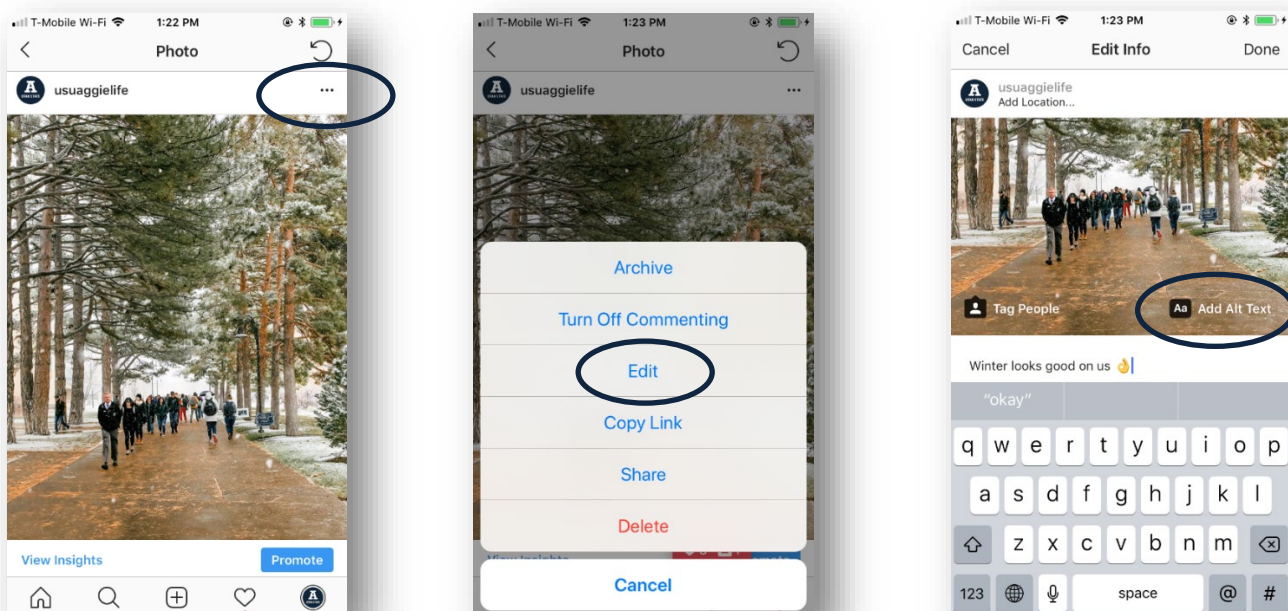 T-Mobile Wi-Fi 1:22 PM
Photo
usuaggielife
View Insights
Promote
T-Mobile Wi-Fi 1:23 PM
Photo
usuaggielife
Archive
Turn Off Commenting
Edit
Copy Link
Share
Delete
View Insights
Cancel
T-Mobile Wi-Fi 1:23 PM
Cancel Edit Info Done
usuaggielife
Add Location...
Tag People
Aa Add Alt Text
Winter looks good on us 👌
"okay"
q w e r t y u i o p
a s d f g h j k l
z x c v b n m
123 space @ #